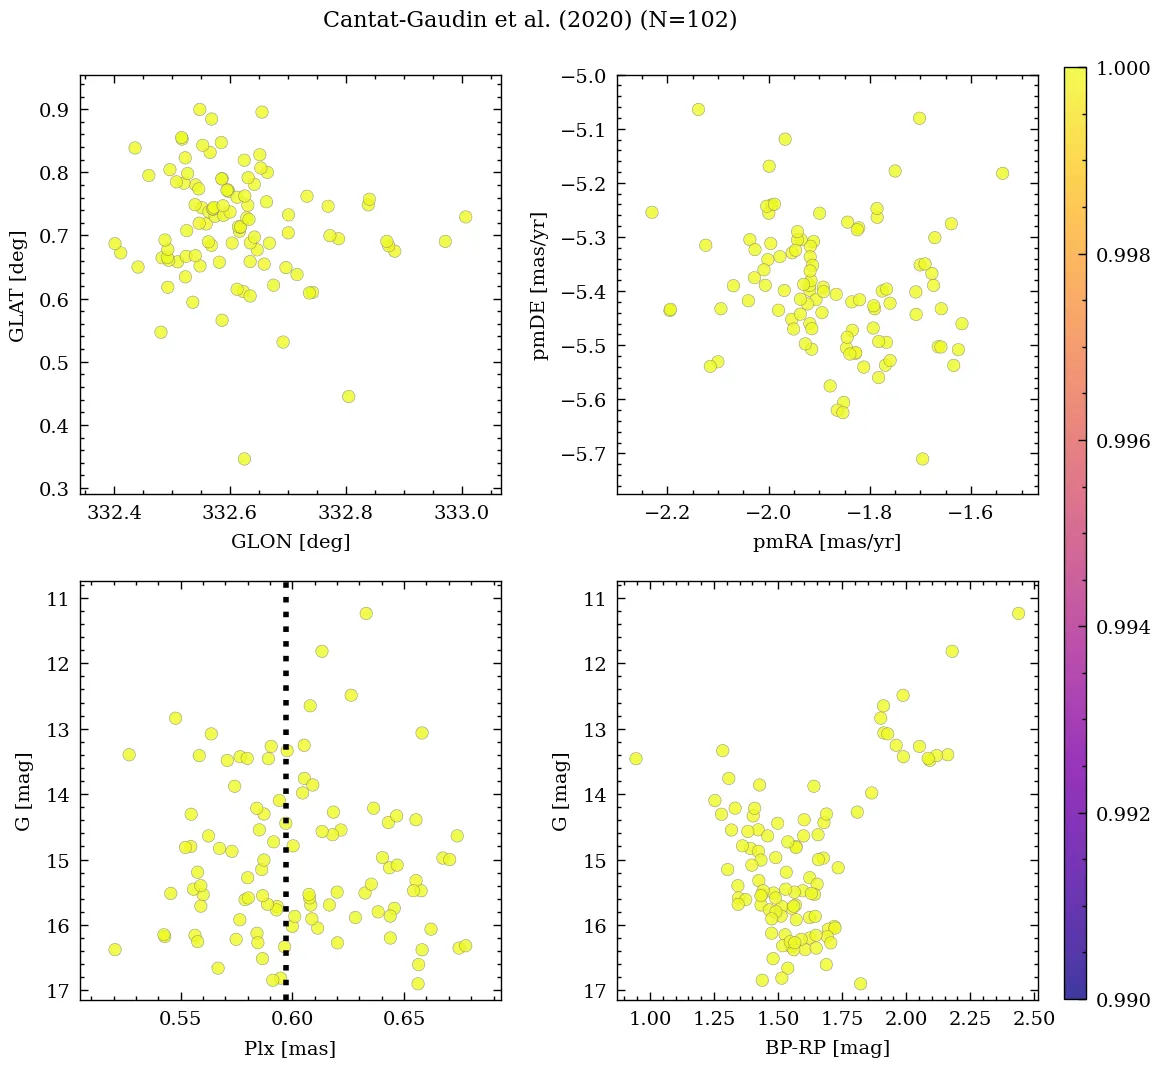 Cantat-Gaudin et al. (2020) (N=102)
0.9
0.8
0.7
0.6
0.5
0.4
0.3
GLAT [deg]
332.4 332.6 332.8 333.0
GLON [deg]
−5.0
−5.1
−5.2
−5.3
−5.4
−5.5
−5.6
−5.7
pmDE [mas/yr]
−2.2 −2.0 −1.8 −1.6
pmRA [mas/yr]
11
12
13
14
15
16
17
G [mag]
0.55 0.60 0.65
Plx [mas]
11
12
13
14
15
16
17
G [mag]
1.00 1.25 1.50 1.75 2.00 2.25 2.50
BP-RP [mag]
1.000
0.998
0.996
0.994
0.992
0.990